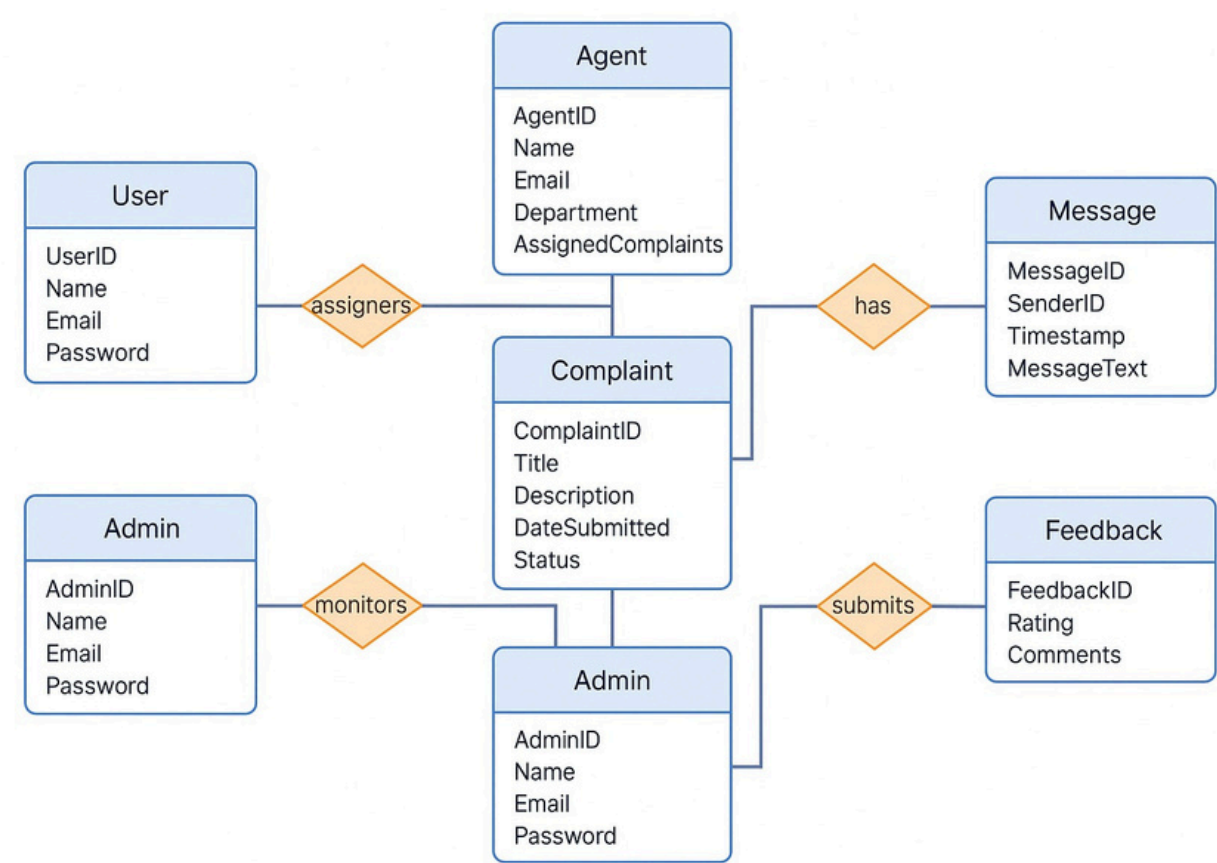 Agent
AgentID
Name
Email
Department
AssignedComplaints
User
UserID
Name
Email
Password
assigners
has
Message
MessageID
SenderID
Timestamp
MessageText
Complaint
ComplaintID
Title
Description
DateSubmitted
Status
Admin
AdminID
Name
Email
Password
monitors
submits
Feedback
FeedbackID
Rating
Comments
Admin
AdminID
Name
Email
Password